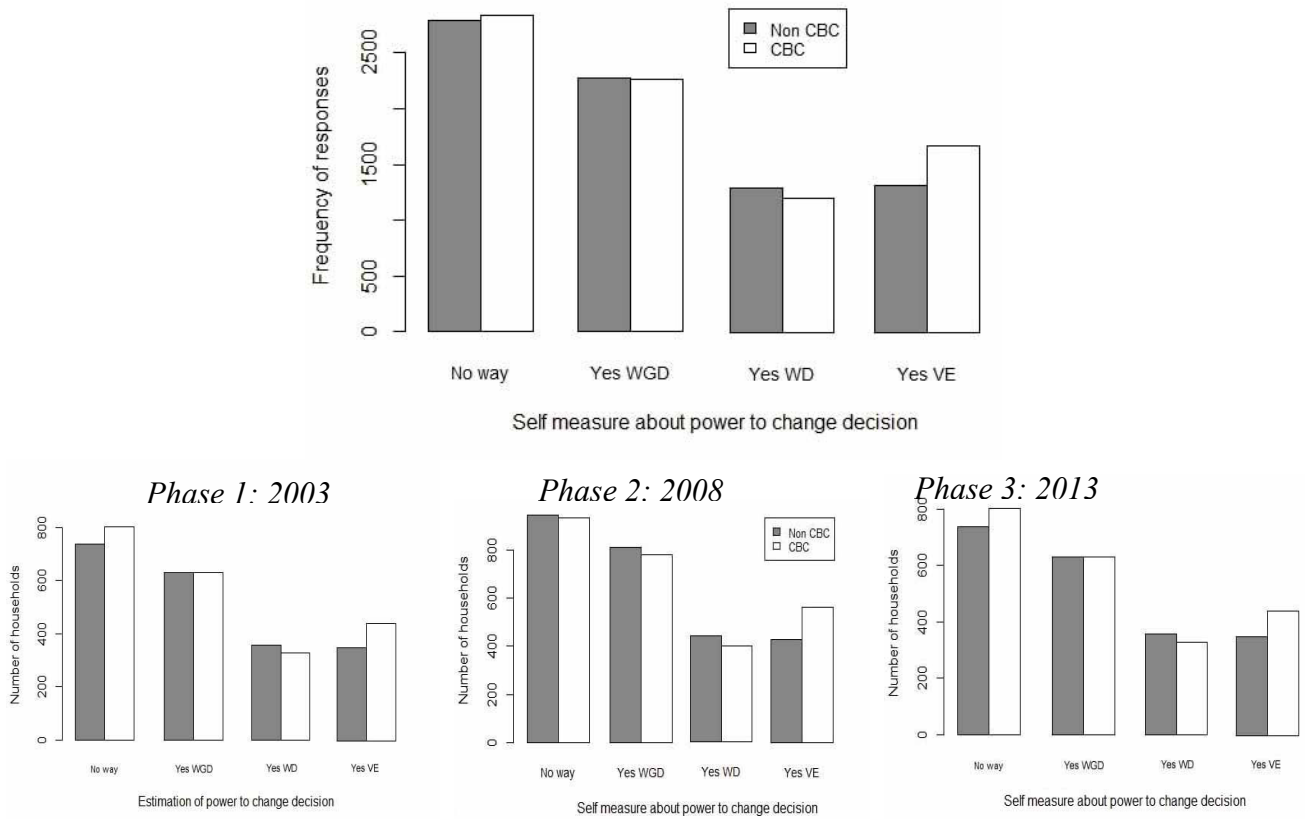 Non CBC
CBC
Frequency of responses
0
500
1500
2500
No way Yes WGD Yes WD Yes VE
Self measure about power to change decision
Phase 1: 2003
Number of households
0
200
400
600
800
No way Yes WGD Yes WD Yes VE
Estimation of power to change decision
Phase 2: 2008
Non CBC
CBC
Number of households
0
200
400
600
800
No way Yes WGD Yes WD Yes VE
Self measure about power to change decision
Phase 3: 2013
Number of households
0
200
400
600
800
No way Yes WGD Yes WD Yes VE
Self measure about power to change decision